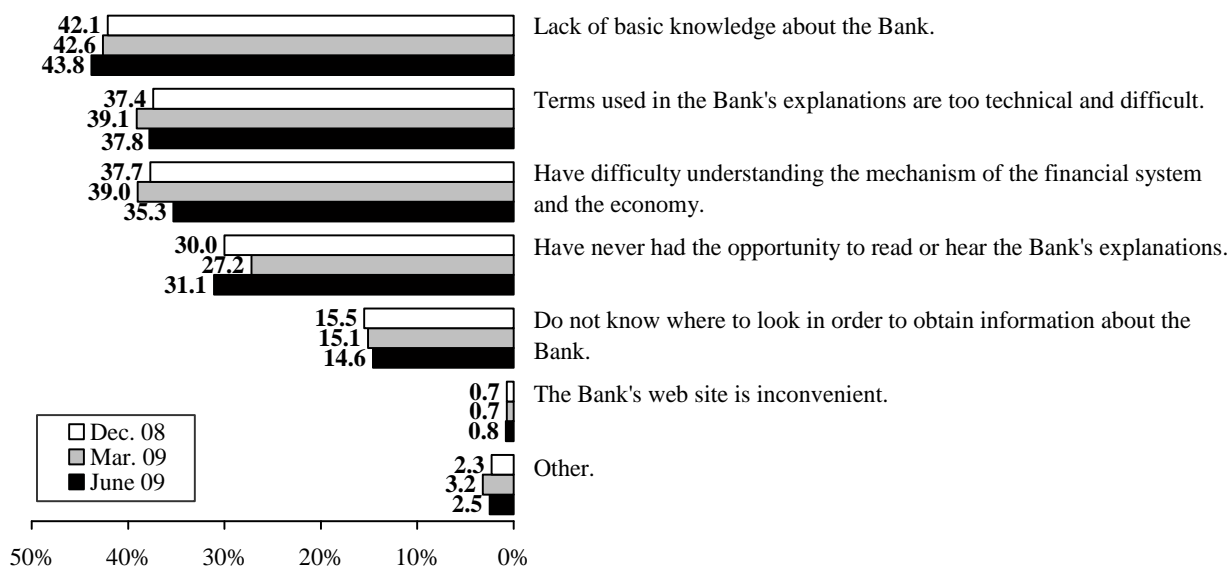 42.1
42.6
43.8
Lack of basic knowledge about the Bank.
37.4
39.1
37.8
Terms used in the Bank's explanations are too technical and difficult.
37.7
39.0
35.3
Have difficulty understanding the mechanism of the financial system
and the economy.
30.0
27.2
31.1
Have never had the opportunity to read or hear the Bank's explanations.
15.5
15.1
14.6
Do not know where to look in order to obtain information about the
Bank.
0.7
0.7
0.8
The Bank's web site is inconvenient.
2.3
3.2
2.5
Other.
Dec. 08
Mar. 09
June 09
50% 40% 30% 20% 10% 0%